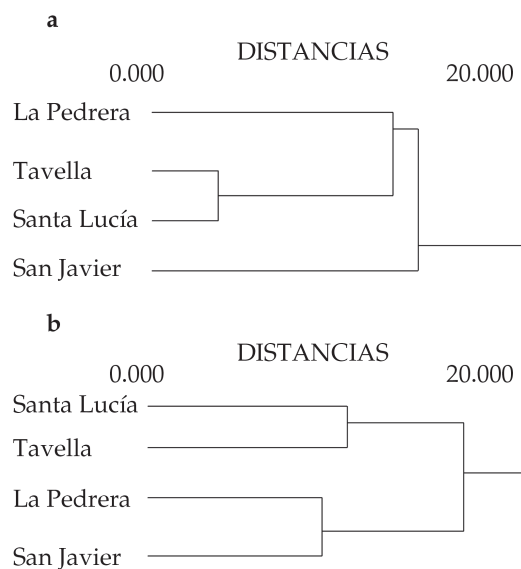 a
DISTANCIAS
0.000 20.000
La Pedrera
Tavella
Santa Lucía
San Javier
b
DISTANCIAS
0.000 20.000
Santa Lucía
Tavella
La Pedrera
San Javier